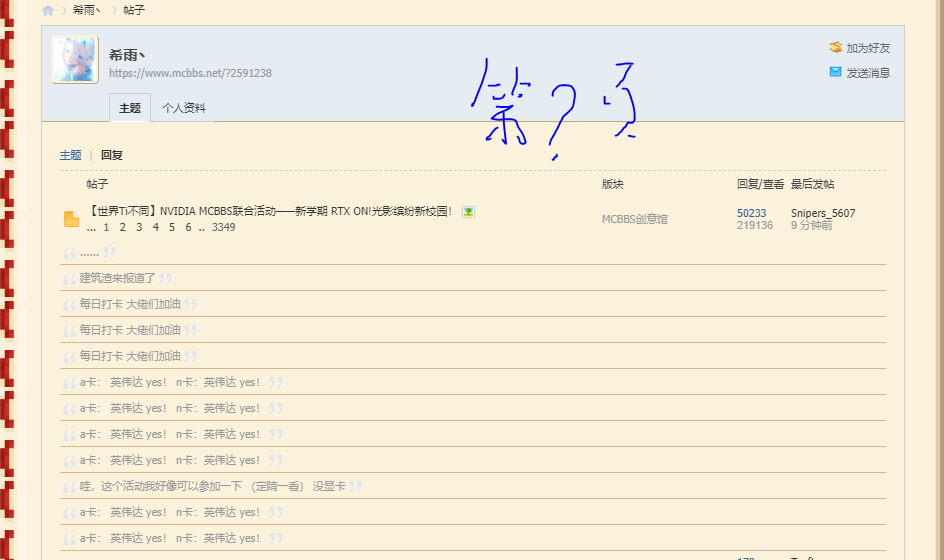 希雨丶 › 帖子
希雨丶
https://www.mcbbs.net/?2591238
加为好友
发送消息
主题 个人资料
主题 | 回复
帖子 版块 回复/查看 最后发帖
【世界Ti不同】NVIDIA MCBBS联合活动——新学期 RTX ON!光影缤纷新校园!
... 1 2 3 4 5 6 .. 3349
MCBBS创意馆
50233
219136
Snipers_5607
9 分钟前
“ ...... ”
“ 建筑渣来报道了 ”
“ 每日打卡 大佬们加油 ”
“ 每日打卡 大佬们加油 ”
“ 每日打卡 大佬们加油 ”
“ a卡： 英伟达 yes！ n卡：英伟达 yes！ ”
“ a卡： 英伟达 yes！ n卡：英伟达 yes！ ”
“ a卡： 英伟达 yes！ n卡：英伟达 yes！ ”
“ a卡： 英伟达 yes！ n卡：英伟达 yes！ ”
“ 哇，这个活动我好像可以参加一下 （定睛一看） 没显卡 ”
“ a卡： 英伟达 yes！ n卡：英伟达 yes！ ”
“ a卡： 英伟达 yes！ n卡：英伟达 yes！ ”